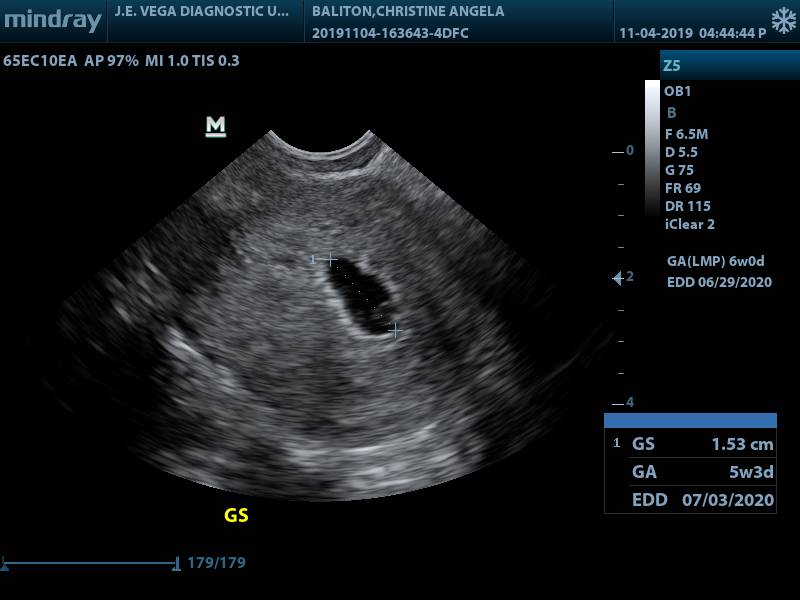 mindray
J.E. VEGA DIAGNOSTIC U...
BALITON,CHRISTINE ANGELA
20191104-163643-4DFC
11-04-2019 04:44:44 P
65EC10EA AP 97% MI 1.0 TIS 0.3
Z5
M
OB1
B
F 6.5M
D 5.5
G 75
FR 69
DR 115
iClear 2
GA(LMP) 6w0d
EDD 06/29/2020
0
2
4
1
1 GS 1.53 cm
GA 5w3d
EDD 07/03/2020
GS
179/179